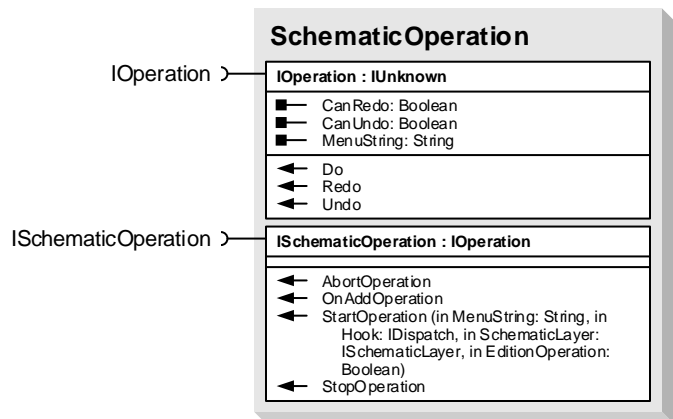 SchematicOperation
IOperation
IOperation : IUnknown
CanRedo: Boolean
CanUndo: Boolean
MenuString: String
Do
Redo
Undo
ISchematicOperation
ISchematicOperation : IOperation
AbortOperation
OnAddOperation
StartOperation (in MenuString: String, in
Hook: IDispatch, in SchematicLayer:
ISchematicLayer, in EditionOperation:
Boolean)
StopOperation